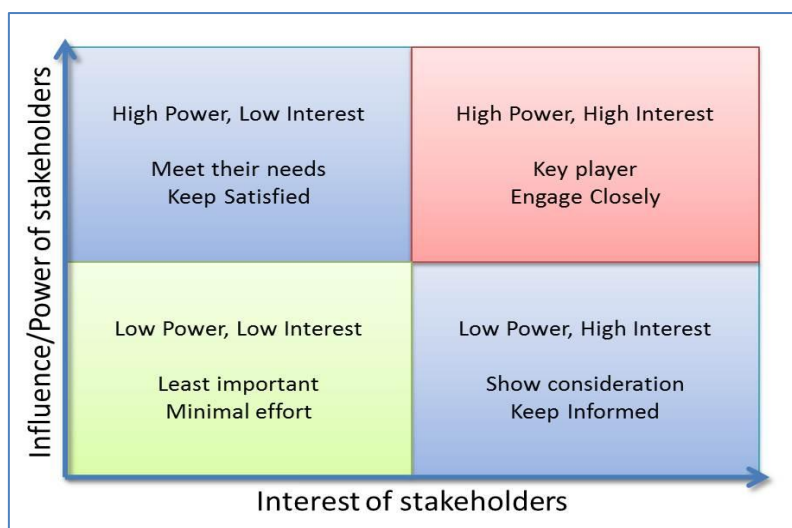 Influence/Power of stakeholders
High Power, Low Interest
Meet their needs
Keep Satisfied
High Power, High Interest
Key player
Engage Closely
Low Power, Low Interest
Least important
Minimal effort
Low Power, High Interest
Show consideration
Keep Informed
Interest of stakeholders